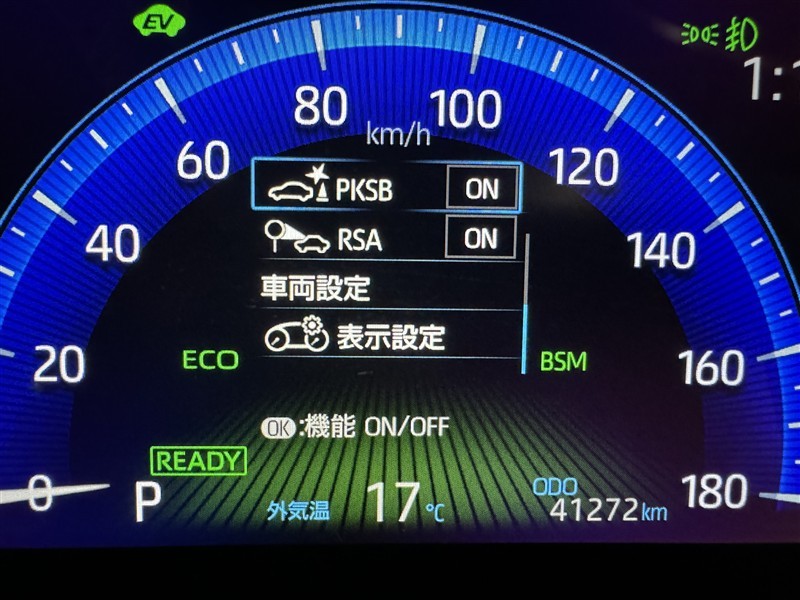 EV
1:1
80
100
km/h
60
120
PKSB ON
40
RSA ON
140
車両設定
表示設定
20
ECO
BSM
160
OK:機能 ON/OFF
READY
0
P
外気温 17℃
ODO
41272km
180